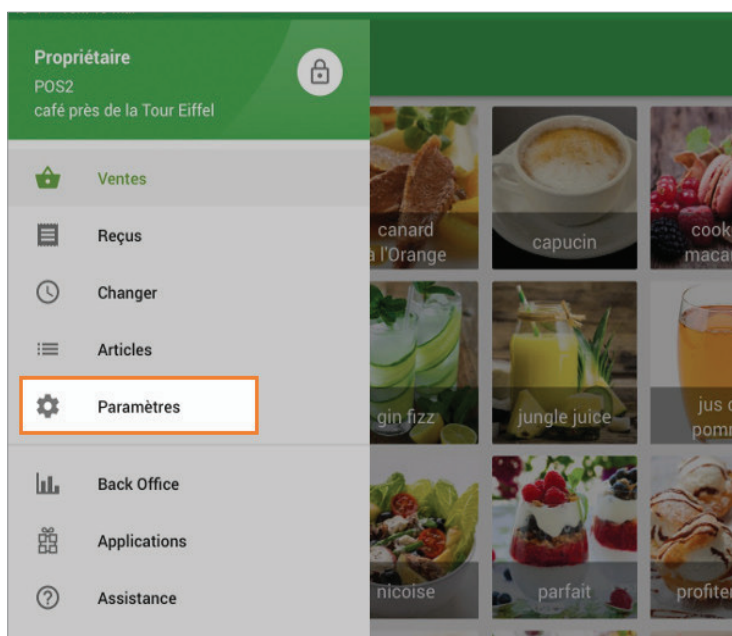 Propriétaire
POS2
café près de la Tour Eiffel
Ventes
Reçus
Changer
Articles
Paramètres
Back Office
Applications
Assistance
canard
à l'Orange
capucin
gin fizz
jungle juice
jus
nicoise
parfait